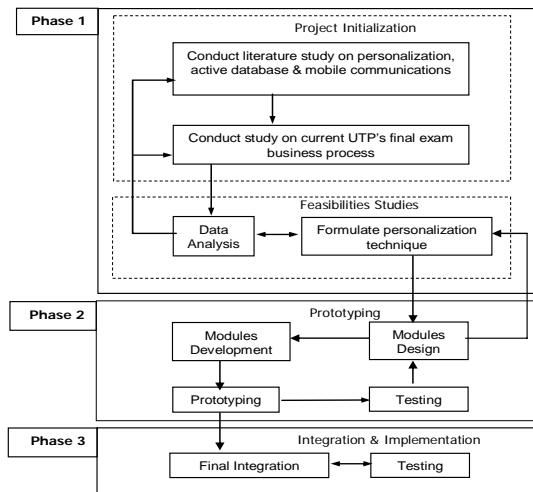 Phase 1
Project Initialization
Conduct literature study on personalization,
active database & mobile communications
Conduct study on current UTP's final exam
business process
Feasibilities Studies
Data
Analysis
Formulate personalization
technique
Phase 2
Prototyping
Modules
Development
Modules
Design
Prototyping
Testing
Phase 3
Integration & Implementation
Final Integration
Testing